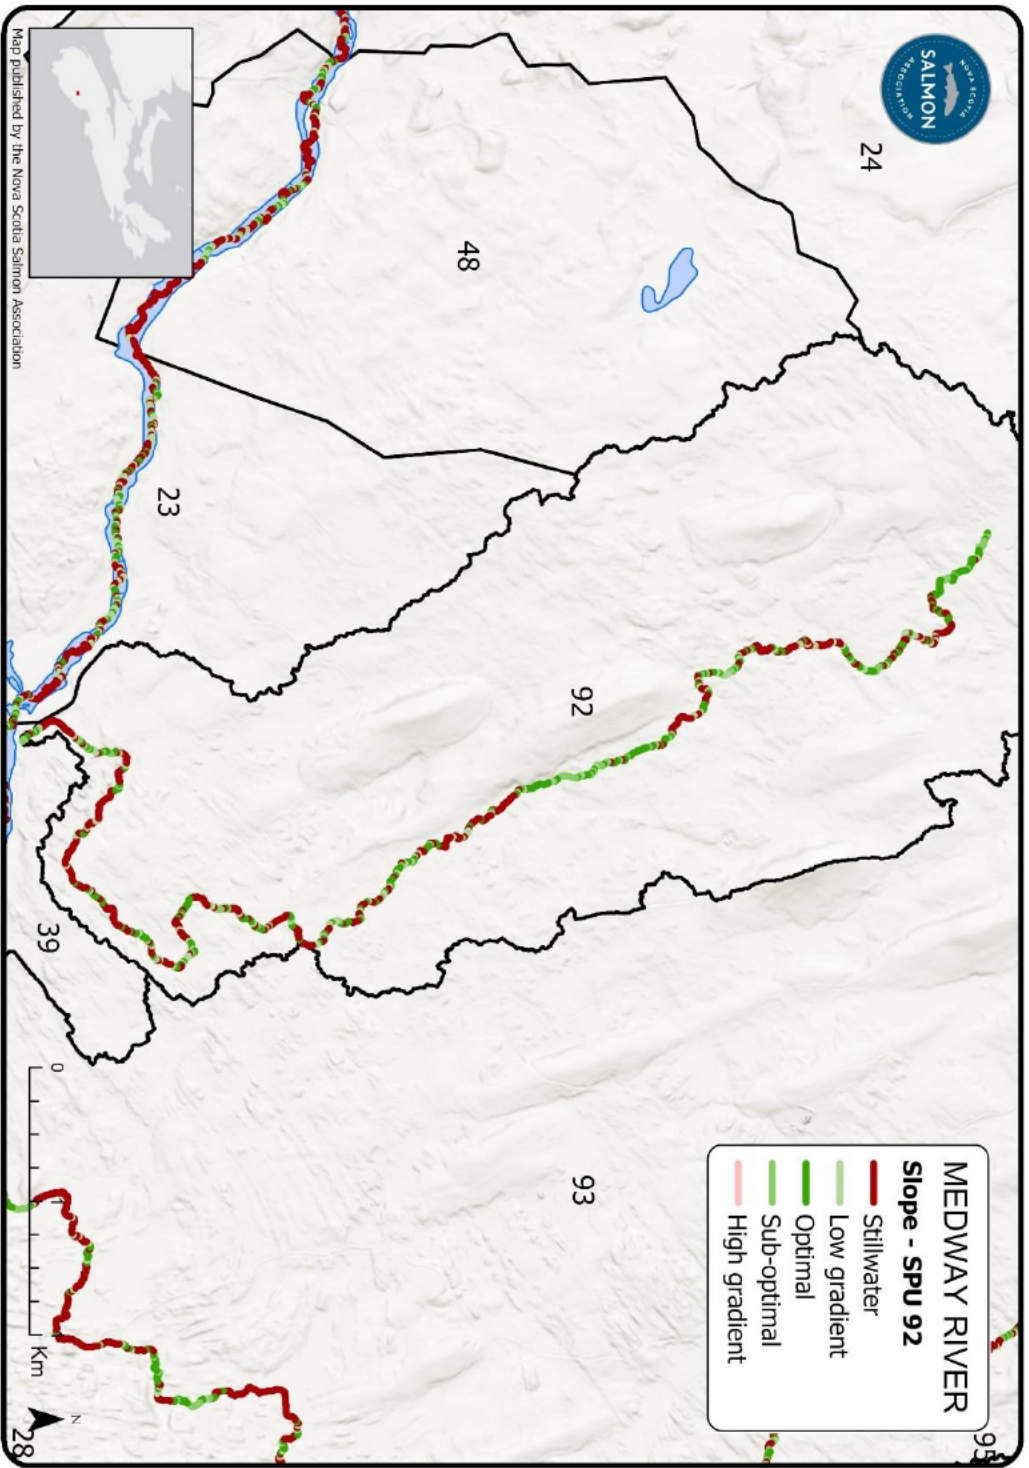 NOVA SCOTIA
SALMON
ASSOCIATION
24
48
23
92
39
93
95
28
MEDWAY RIVER
Slope - SPU 92
Stillwater
Low gradient
Optimal
Sub-optimal
High gradient
0
1
Km
N
Map published by the Nova Scotia Salmon Association